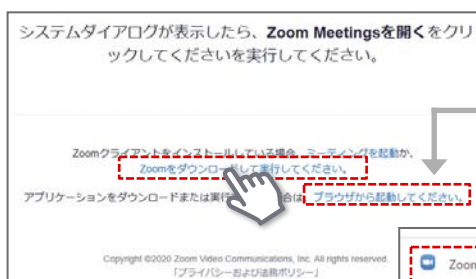 システムダイアログが表示したら、Zoom Meetingsを開くをクリ
ックしてくださいを実行してください。
Zoomクライアントをインストールしている場合、ミーティングを起動か、
Zoomをダウンロードして実行してください。
アプリケーションをダウンロードまたは実行 場合は、ブラウザから起動してください。
Copyright ©2020 Zoom Video Communications, Inc. All rights reserved.
「プライバシーおよび法務ポリシー」
Zoom